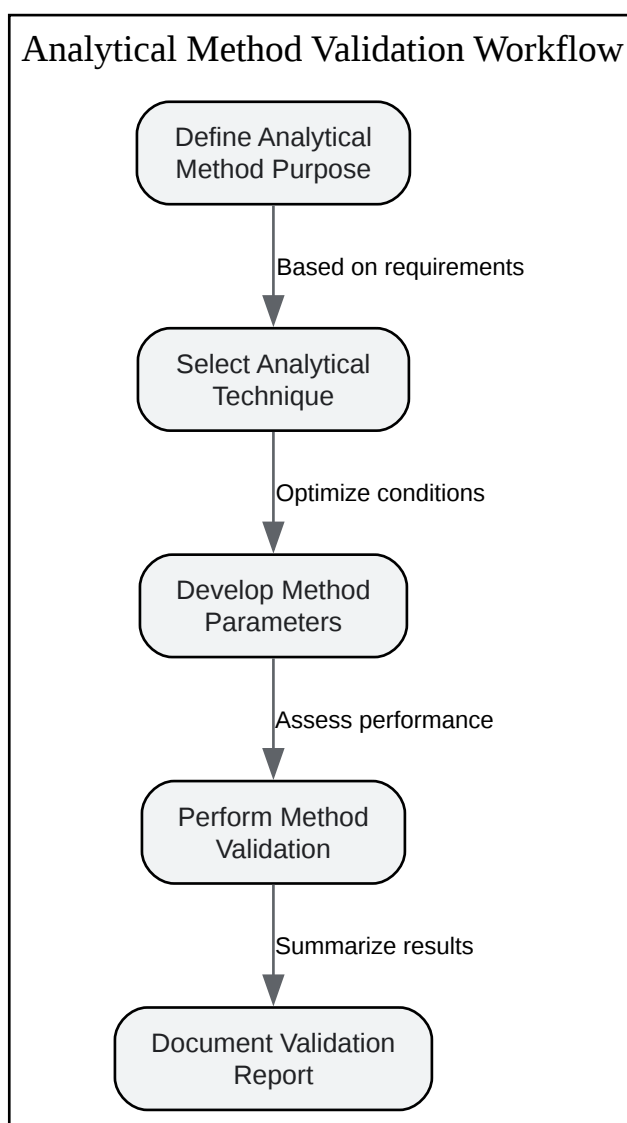 Analytical Method Validation Workflow
Define Analytical
Method Purpose
Based on requirements
Select Analytical
Technique
Optimize conditions
Develop Method
Parameters
Assess performance
Perform Method
Validation
Summarize results
Document Validation
Report